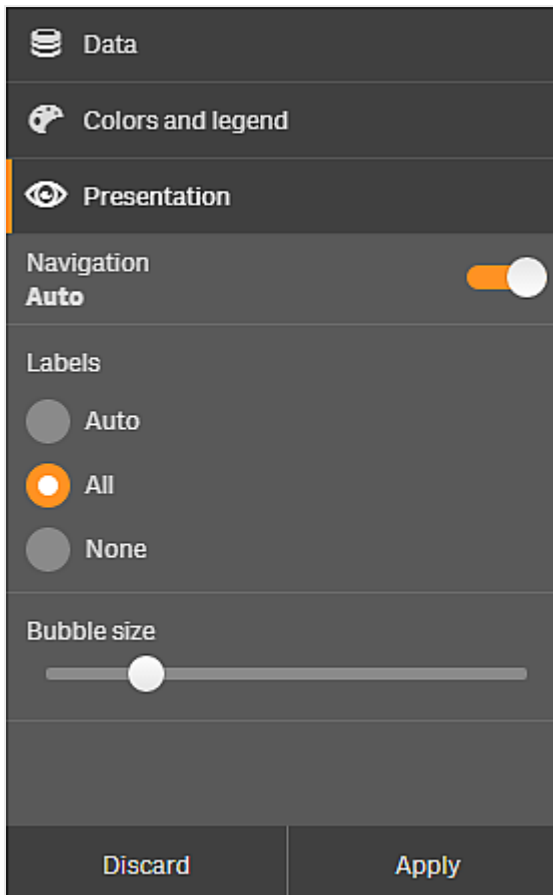 Data
Colors and legend
Presentation
Navigation
Auto
Labels
Auto
All
None
Bubble size
Discard
Apply